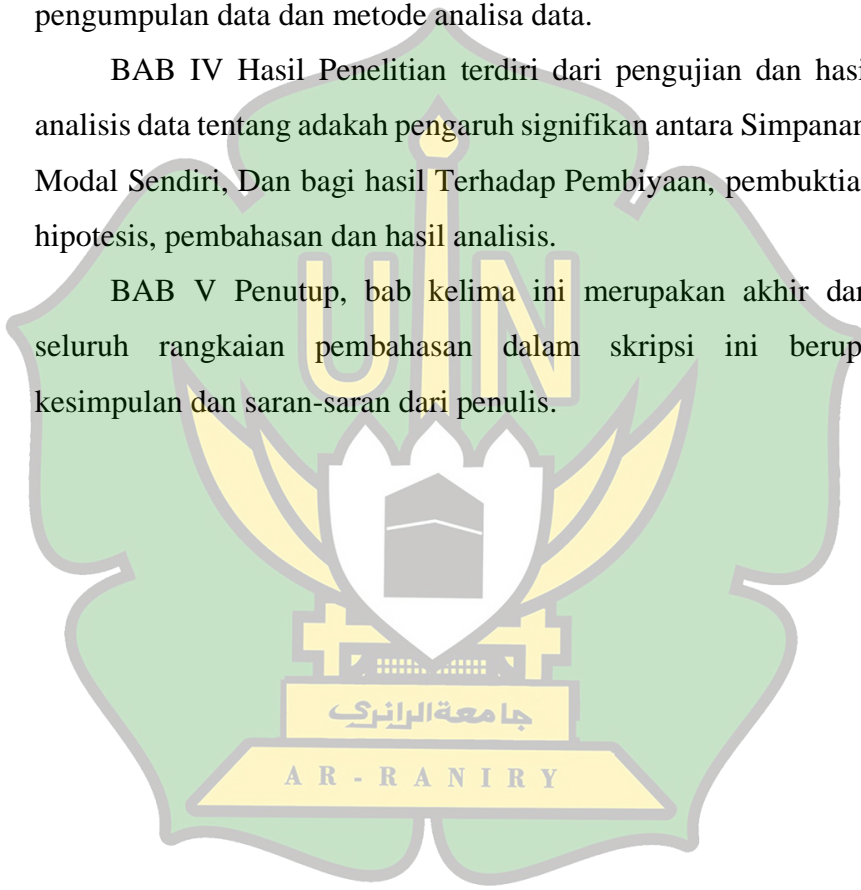 pengumpulan data dan metode analisa data.
BAB IV Hasil Penelitian terdiri dari pengujian dan hasi
analisis data tentang adakah pengaruh signifikan antara Simpanan
Modal Sendiri, Dan bagi hasil Terhadap Pembiyaan, pembuktia
hipotesis, pembahasan dan hasil analisis.
BAB V Penutup, bab kelima ini merupakan akhir dar
seluruh rangkaian pembahasan dalam skripsi ini berup
kesimpulan dan saran-saran dari penulis.
UIN
جامعة الرانري
AR-RANIRY